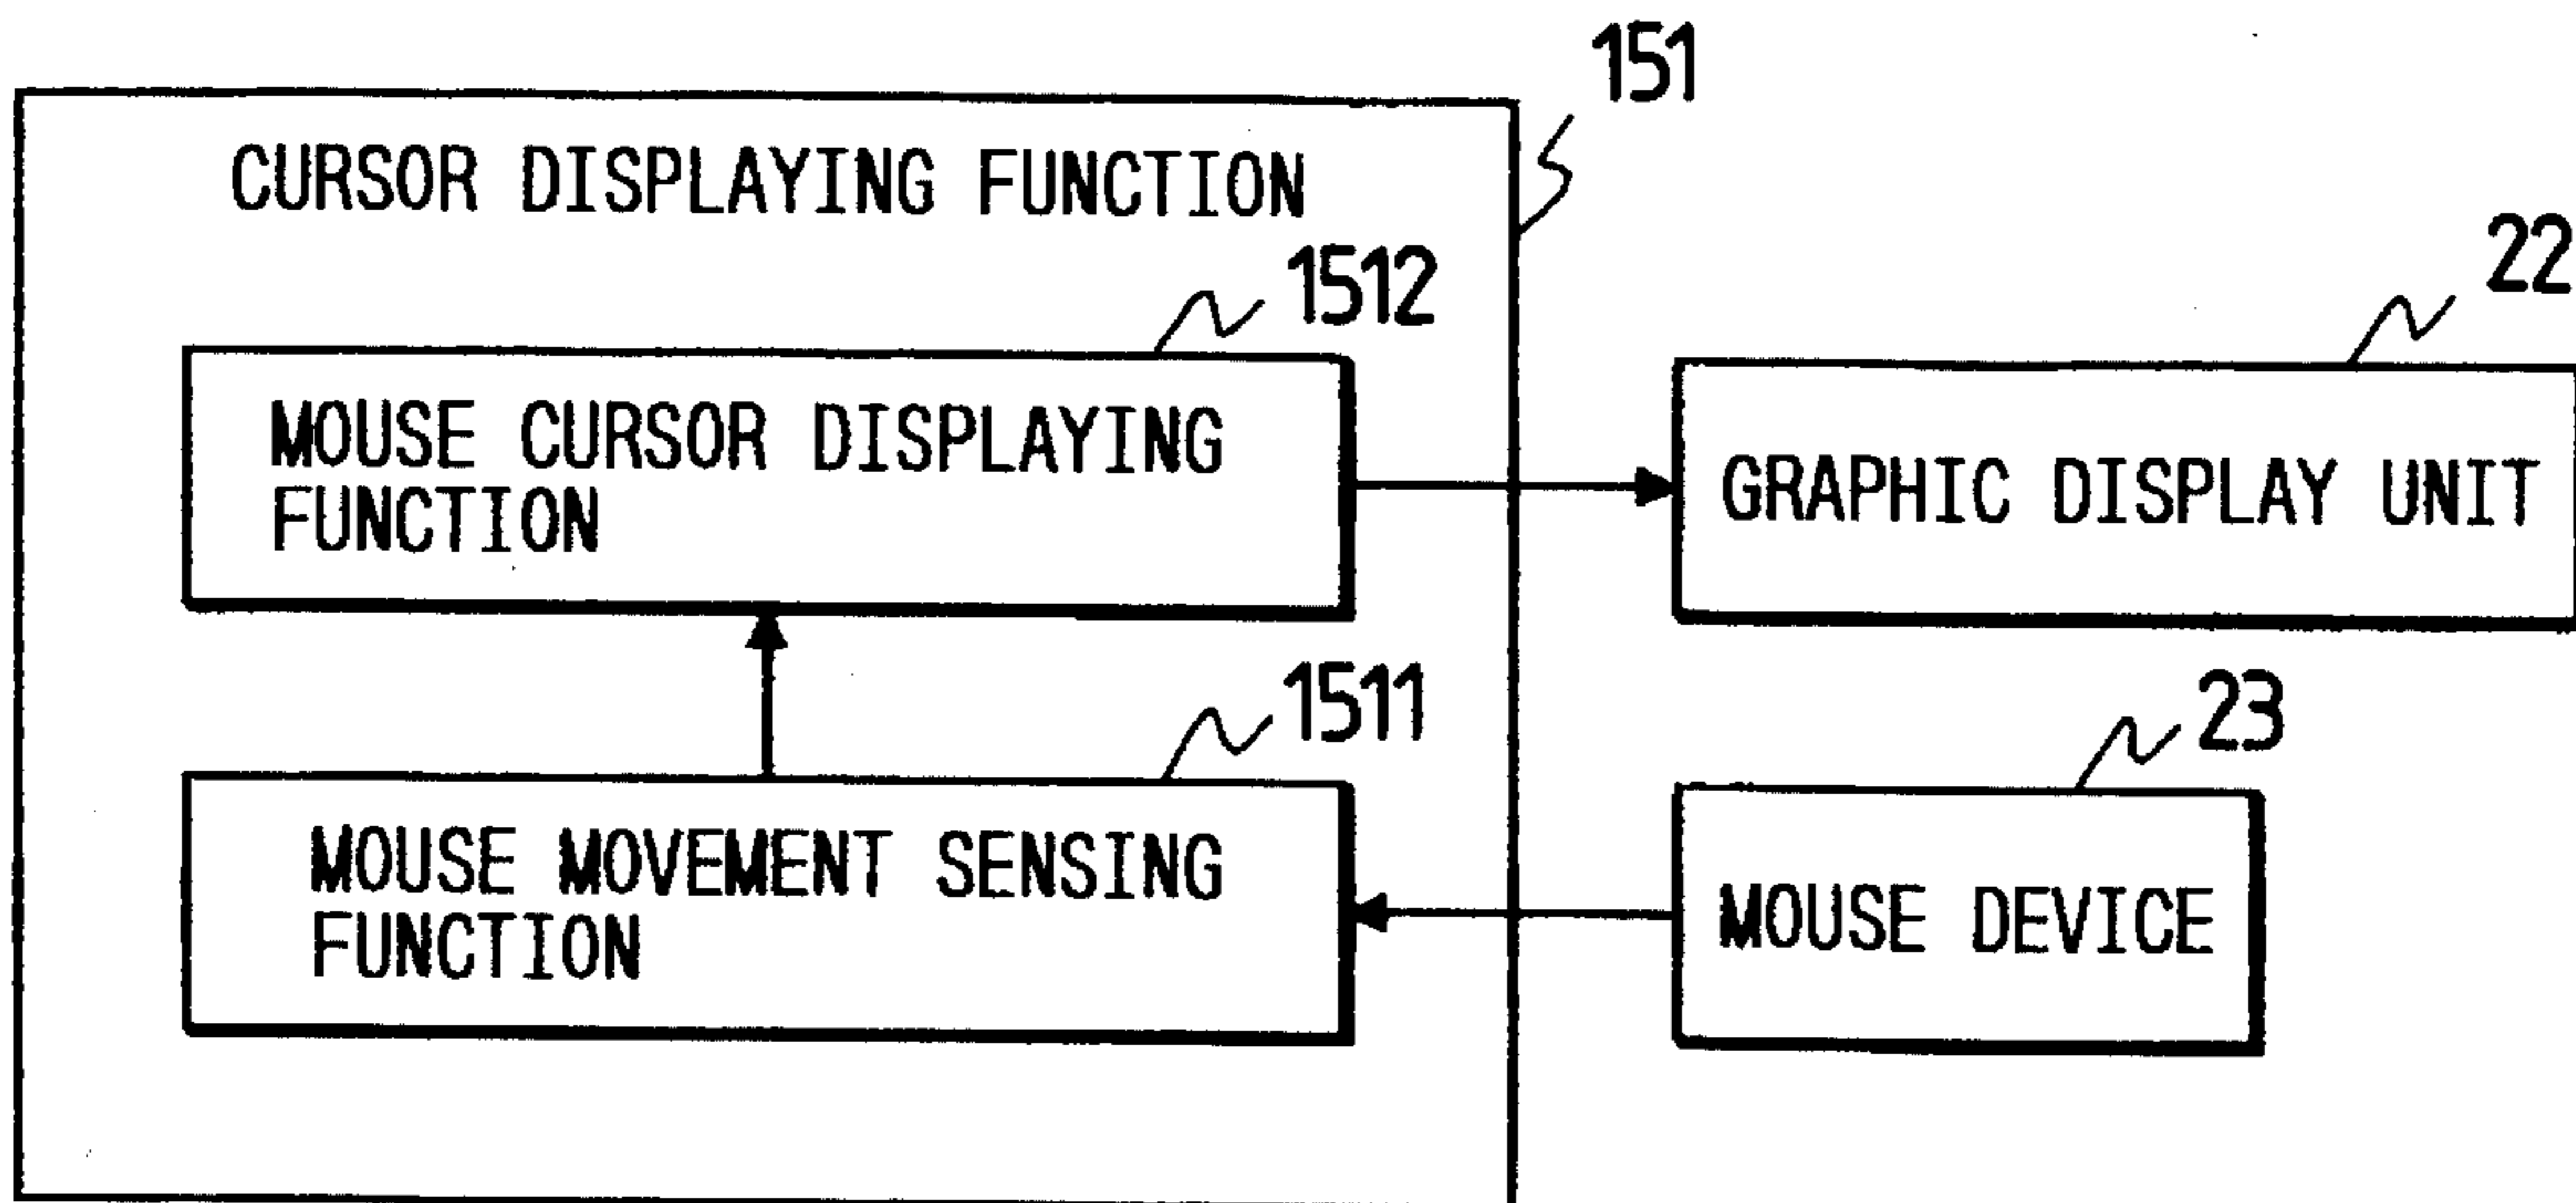 151
CURSOR DISPLAYING FUNCTION
1512
22
MOUSE CURSOR DISPLAYING
FUNCTION
GRAPHIC DISPLAY UNIT
1511
23
MOUSE MOVEMENT SENSING
FUNCTION
MOUSE DEVICE